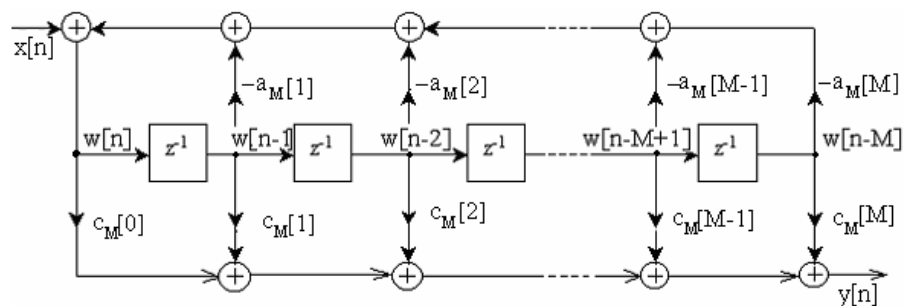 x[n]
−a_M[1] −a_M[2] −a_M[M-1] −a_M[M]
w[n] z⁻¹ w[n-1] z⁻¹ w[n-2] z⁻¹ w[n-M+1] z⁻¹ w[n-M]
c_M[0] c_M[1] c_M[2] c_M[M-1] c_M[M]
y[n]